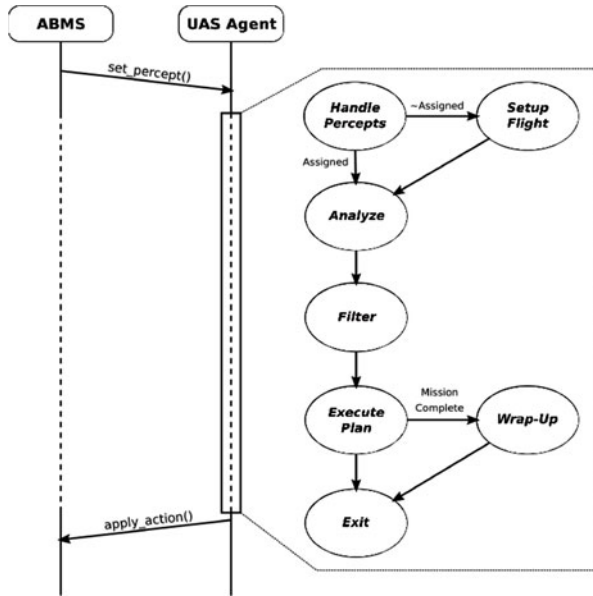 ABMS
UAS Agent
set_percept()
Handle
Percepts
~Assigned
Setup
Flight
Assigned
Analyze
Filter
Execute
Plan
Mission
Complete
Wrap-Up
Exit
apply_action()